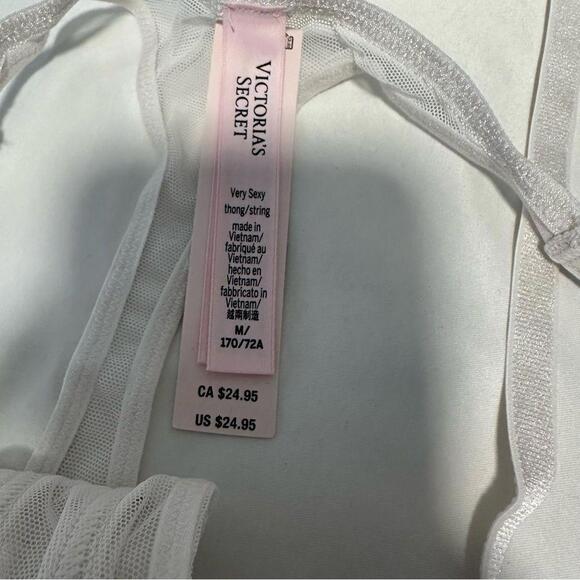 VICTORIA'S
SECRET
Very Sexy
thong/string
made in
Vietnam/
fabriqué au
Vietnam/
hecho en
Vietnam/
fabbricato in
Vietnam/
越南制造
M/
170/72A
CA $24.95
US $24.95